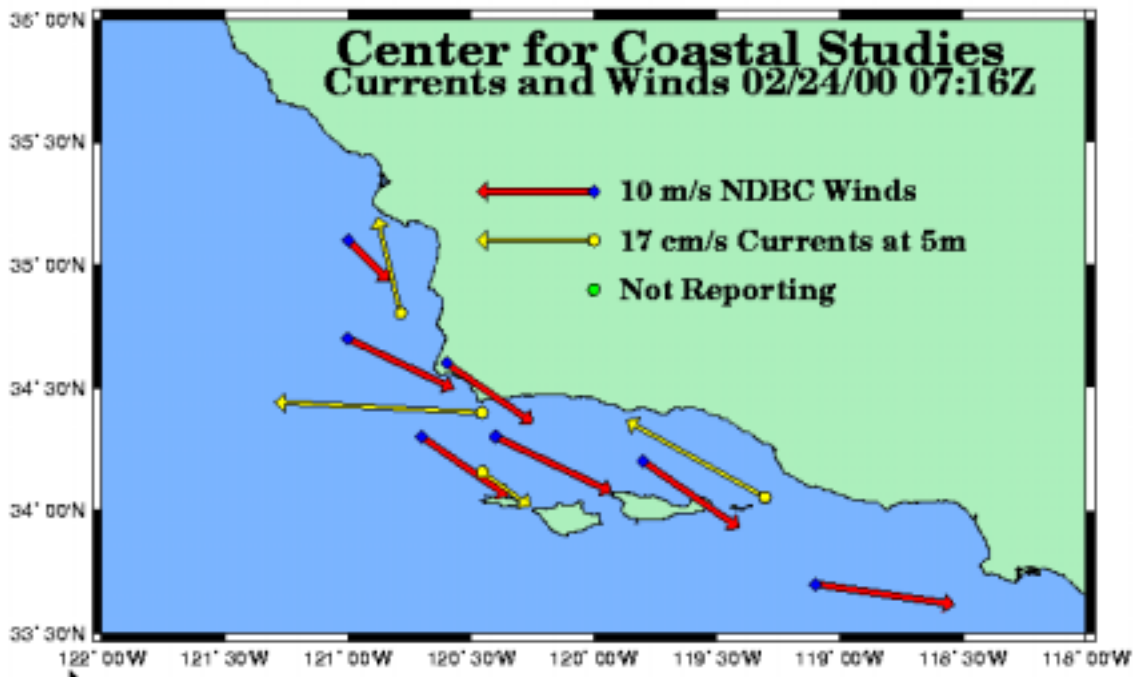 Center for Coastal Studies
Currents and Winds 02/24/00 07:16Z
10 m/s NDBC Winds
17 cm/s Currents at 5m
Not Reporting
36° 00'N
35° 30'N
35° 00'N
34° 30'N
34° 00'N
33° 30'N
122° 00'W 121° 30'W 121° 00'W 120° 30'W 120° 00'W 119° 30'W 119° 00'W 118° 30'W 118° 00'W